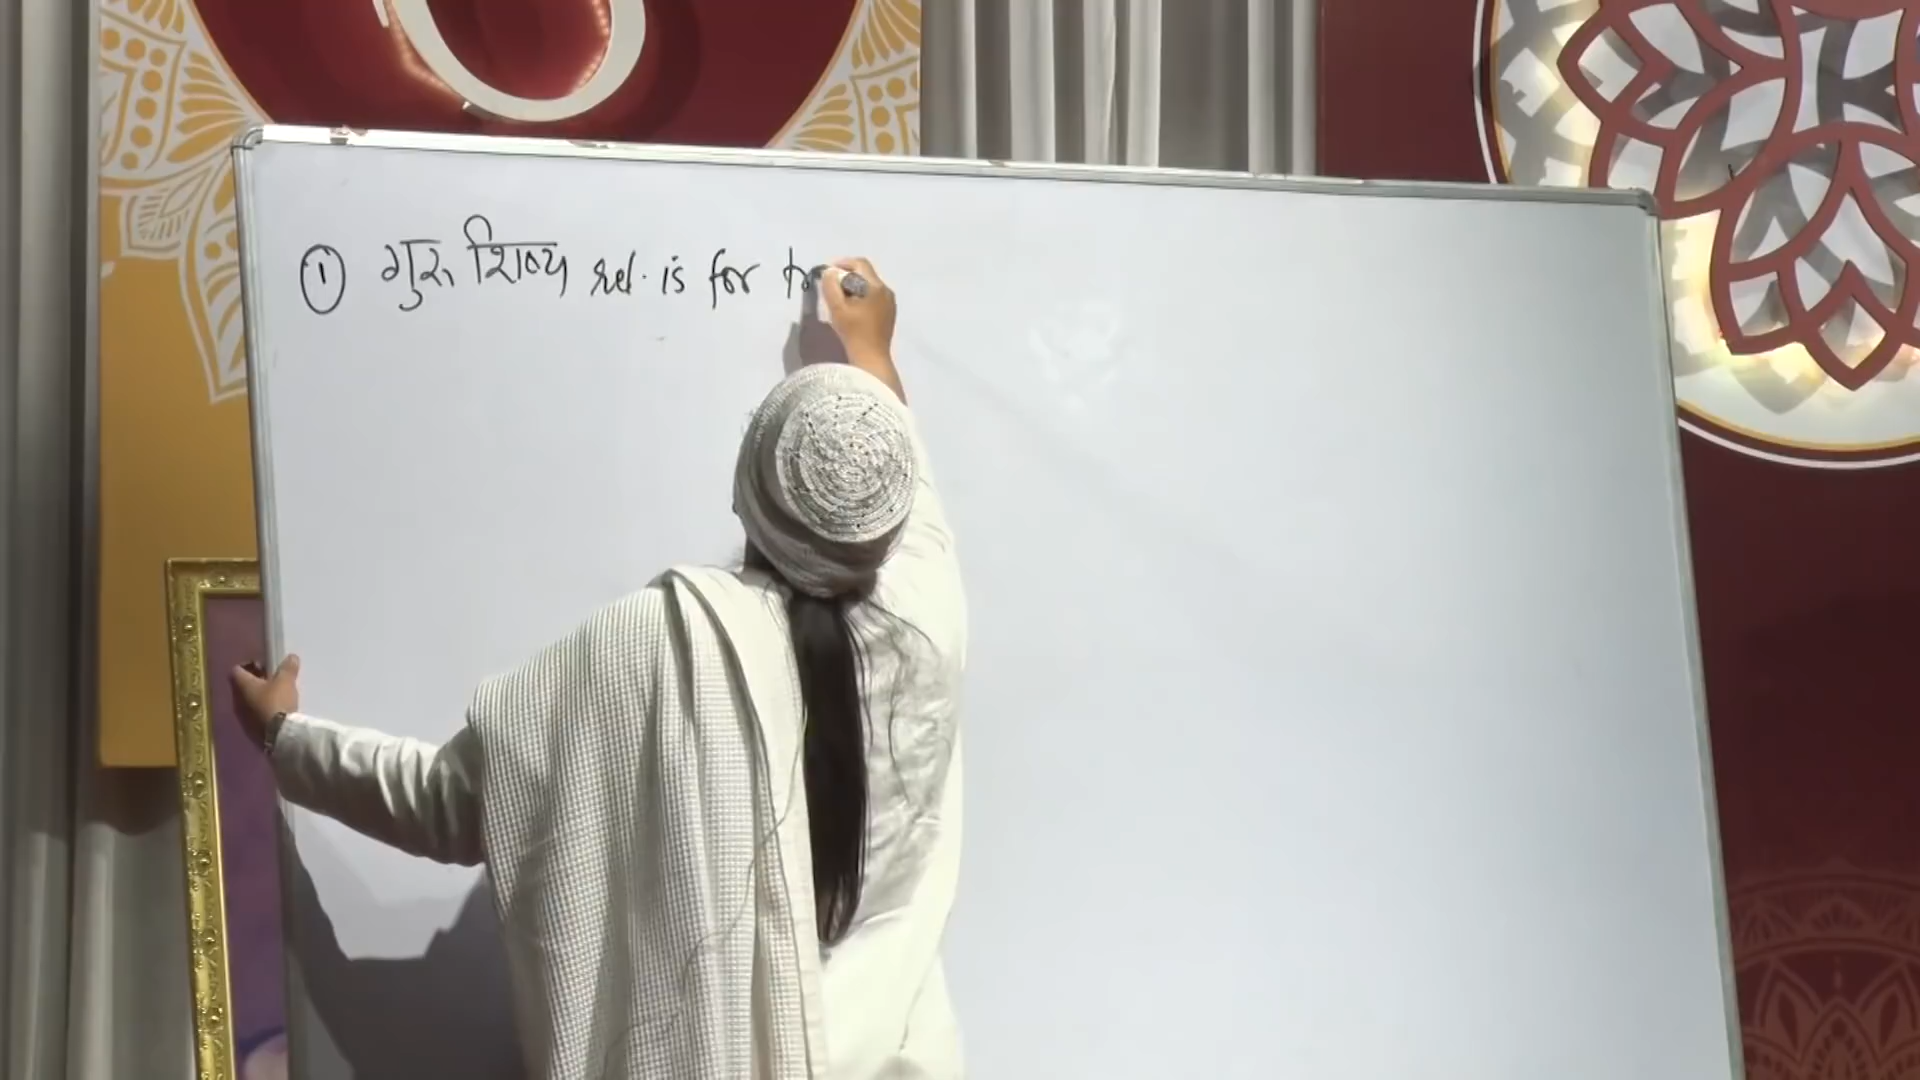 ① गुरु शिष्य rel. is for